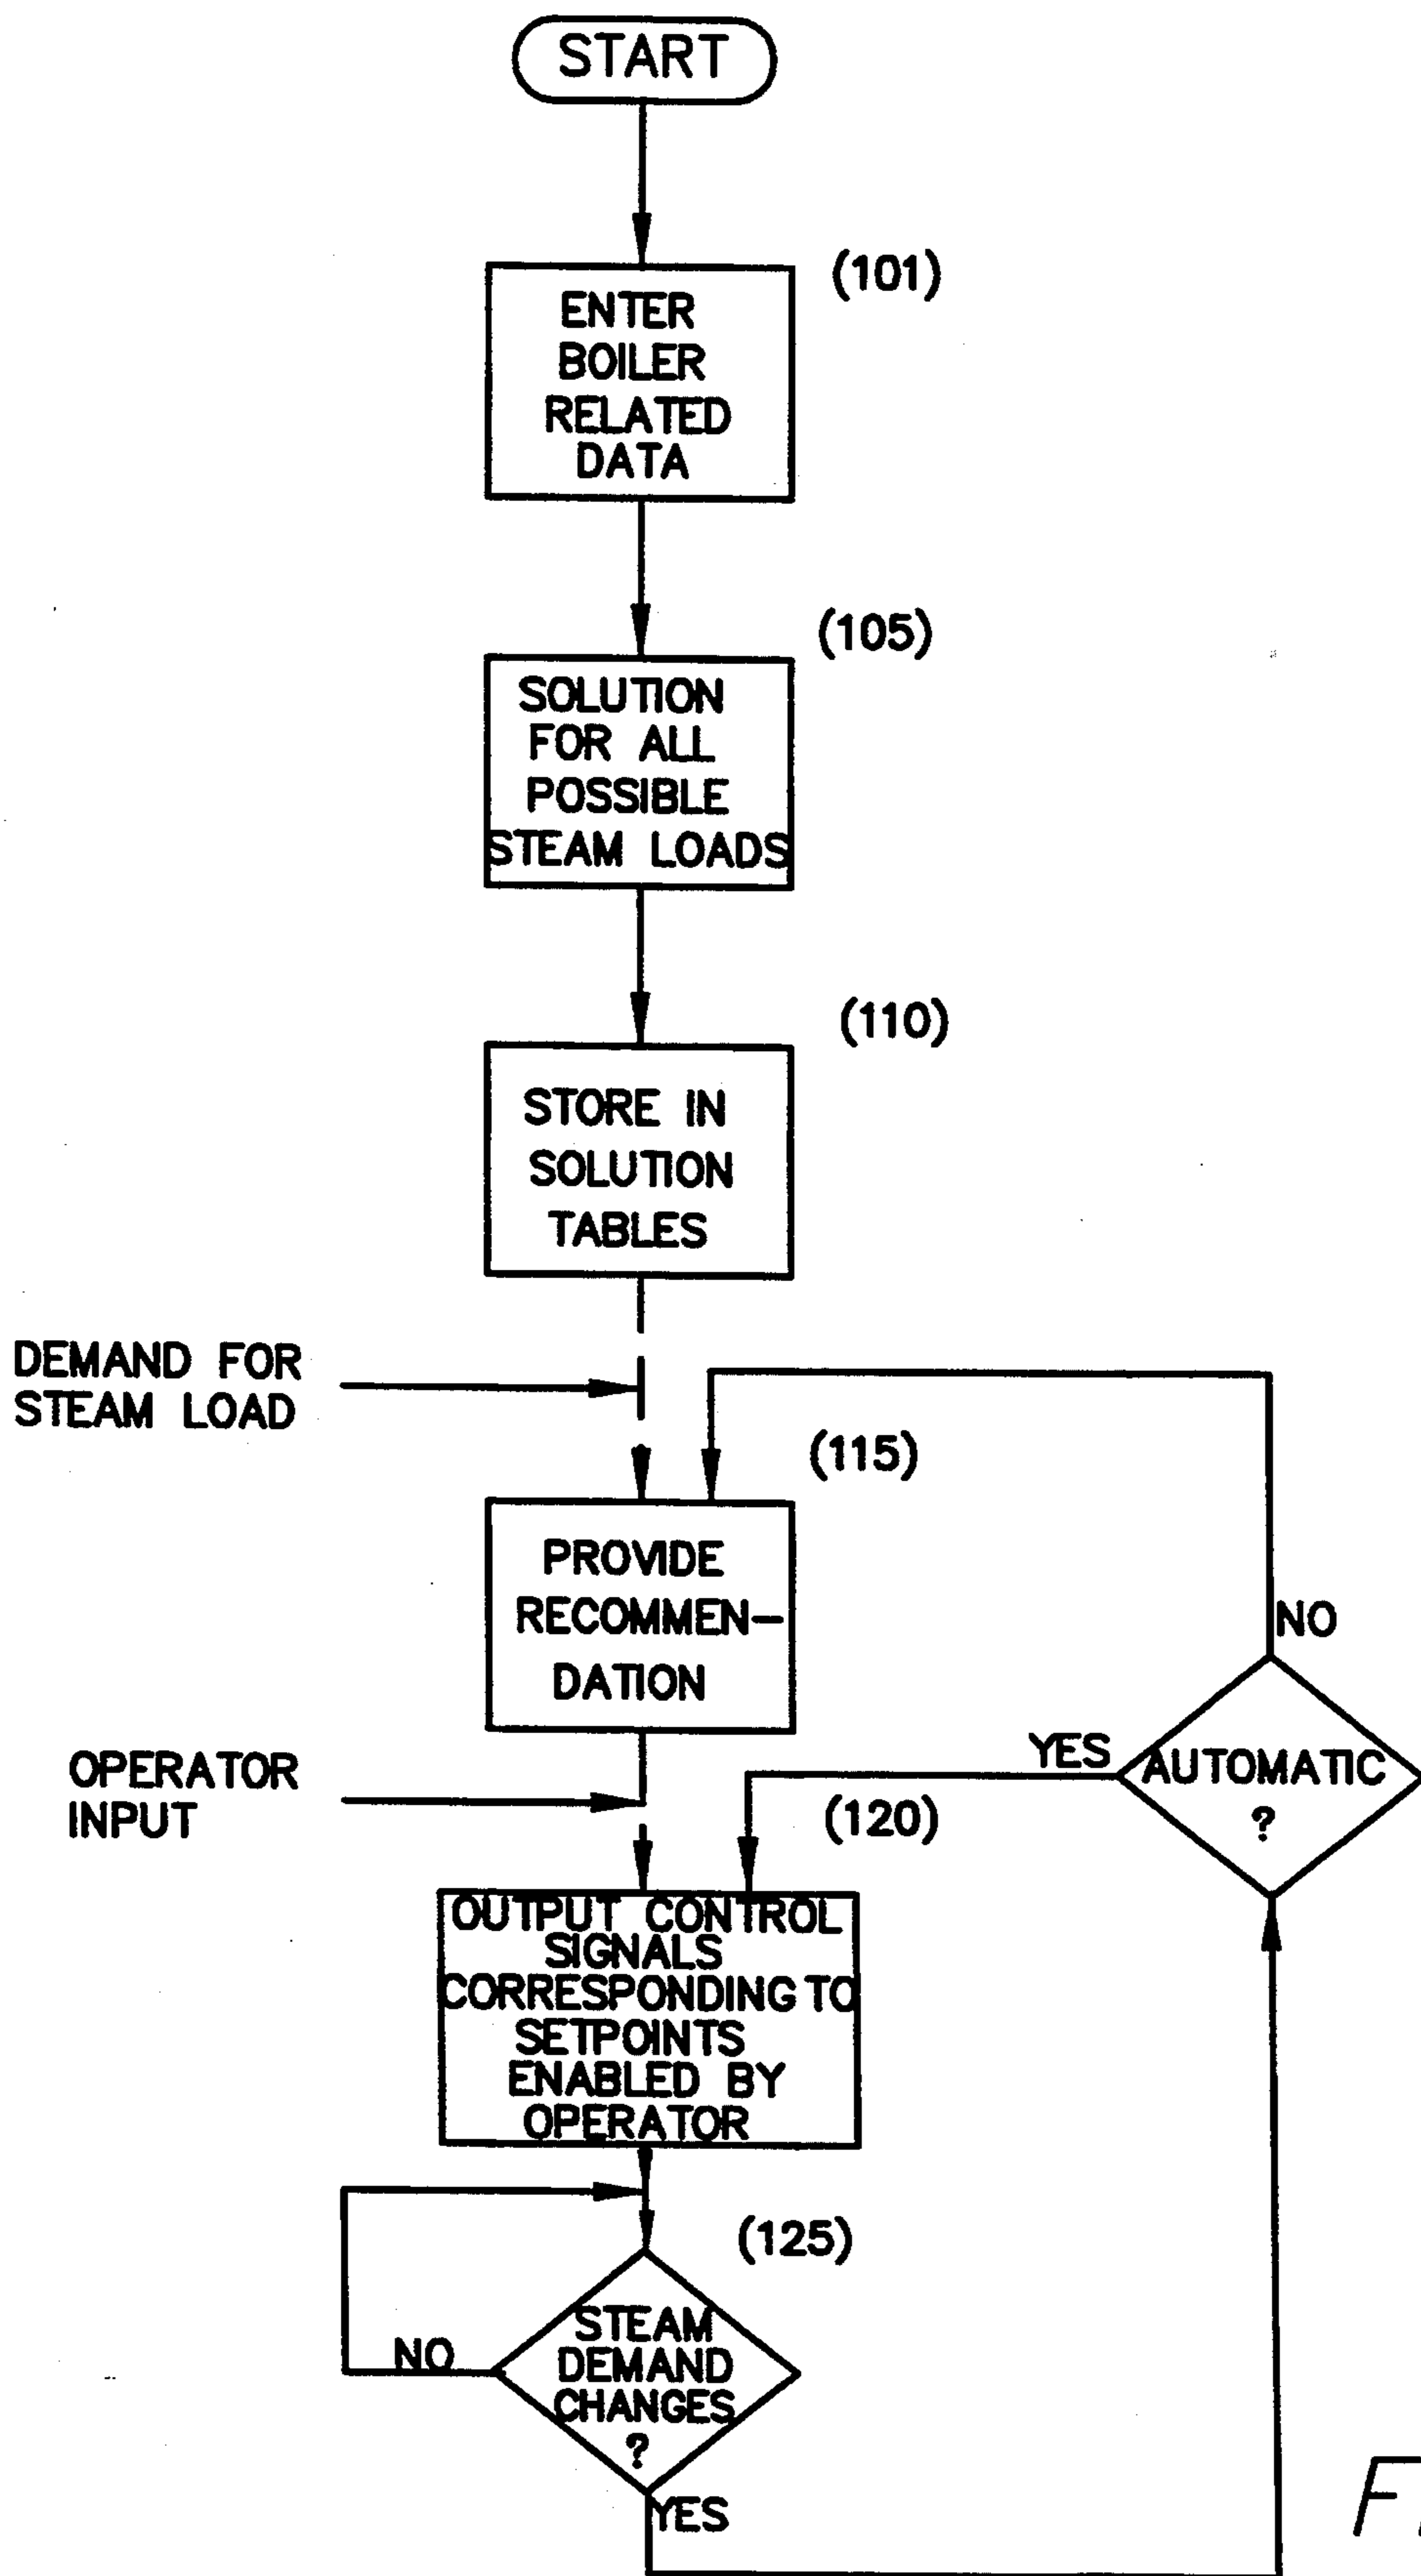 START
(101)
ENTER
BOILER
RELATED
DATA
(105)
SOLUTION
FOR ALL
POSSIBLE
STEAM LOADS
(110)
STORE IN
SOLUTION
TABLES
DEMAND FOR
STEAM LOAD
(115)
PROVIDE
RECOMMEN-
DATION
NO
YES
AUTOMATIC
?
OPERATOR
INPUT
(120)
OUTPUT CONTROL
SIGNALS
CORRESPONDING TO
SETPOINTS
ENABLED BY
OPERATOR
(125)
STEAM
DEMAND
CHANGES
?
NO
YES